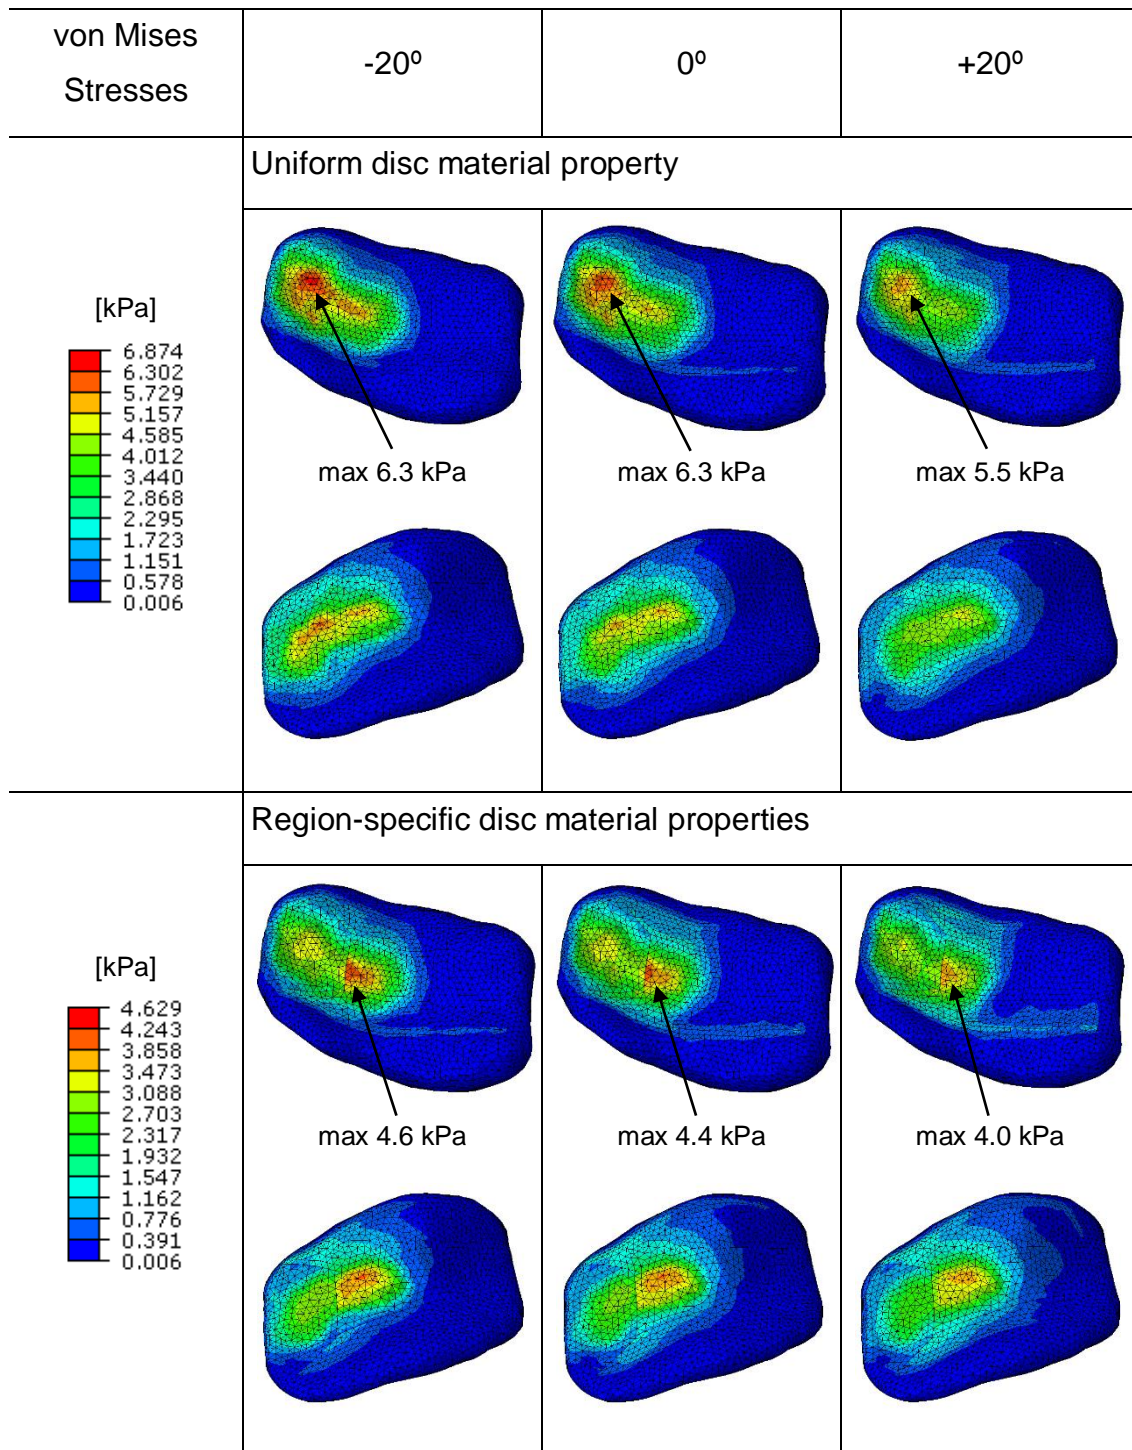 von Mises
Stresses
-20º
0º
+20º
Uniform disc material property
[kPa]
6.874
6.302
5.729
5.157
4.585
4.012
3.440
2.868
2.295
1.723
1.151
0.578
0.006
max 6.3 kPa
max 6.3 kPa
max 5.5 kPa
Region-specific disc material properties
[kPa]
4.629
4.243
3.858
3.473
3.088
2.703
2.317
1.932
1.547
1.162
0.776
0.391
0.006
max 4.6 kPa
max 4.4 kPa
max 4.0 kPa